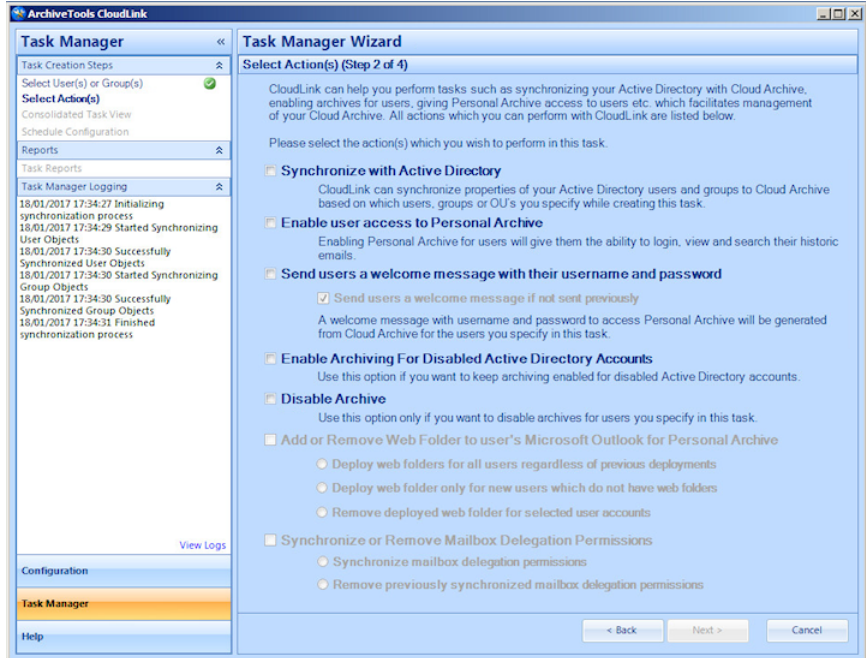 ArchiveTools CloudLink
Task Manager «
Task Creation Steps
Select User(s) or Group(s)
Select Action(s)
Consolidated Task View
Schedule Configuration
Reports
Task Reports
Task Manager Logging
18/01/2017 17:34:27 Initializing
synchronization process
18/01/2017 17:34:29 Started Synchronizing
User Objects
18/01/2017 17:34:30 Successfully
Synchronized User Objects
18/01/2017 17:34:30 Started Synchronizing
Group Objects
18/01/2017 17:34:30 Successfully
Synchronized Group Objects
18/01/2017 17:34:31 Finished
synchronization process
View Logs
Configuration
Task Manager
Help
Task Manager Wizard
Select Action(s) (Step 2 of 4)
CloudLink can help you perform tasks such as synchronizing your Active Directory with Cloud Archive,
enabling archives for users, giving Personal Archive access to users etc. which facilitates management
of your Cloud Archive. All actions which you can perform with CloudLink are listed below.
Please select the action(s) which you wish to perform in this task.
Synchronize with Active Directory
CloudLink can synchronize properties of your Active Directory users and groups to Cloud Archive
based on which users, groups or OU's you specify while creating this task.
Enable user access to Personal Archive
Enabling Personal Archive for users will give them the ability to login, view and search their historic
emails.
Send users a welcome message with their username and password
Send users a welcome message if not sent previously
A welcome message with username and password to access Personal Archive will be generated
from Cloud Archive for the users you specify in this task.
Enable Archiving For Disabled Active Directory Accounts
Use this option if you want to keep archiving enabled for disabled Active Directory accounts.
Disable Archive
Use this option only if you want to disable archives for users you specify in this task.
Add or Remove Web Folder to user's Microsoft Outlook for Personal Archive
Deploy web folders for all users regardless of previous deployments
Deploy web folder only for new users which do not have web folders
Remove deployed web folder for selected user accounts
Synchronize or Remove Mailbox Delegation Permissions
Synchronize mailbox delegation permissions
Remove previously synchronized mailbox delegation permissions
< Back
Next >
Cancel